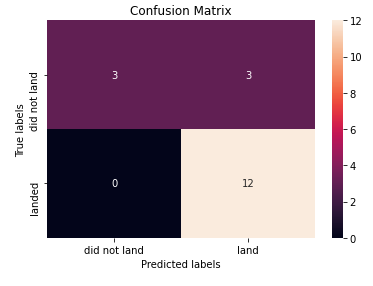 Confusion Matrix
True labels
did not land
landed
3
3
0
12
did not land
land
Predicted labels
12
10
8
6
4
2
0